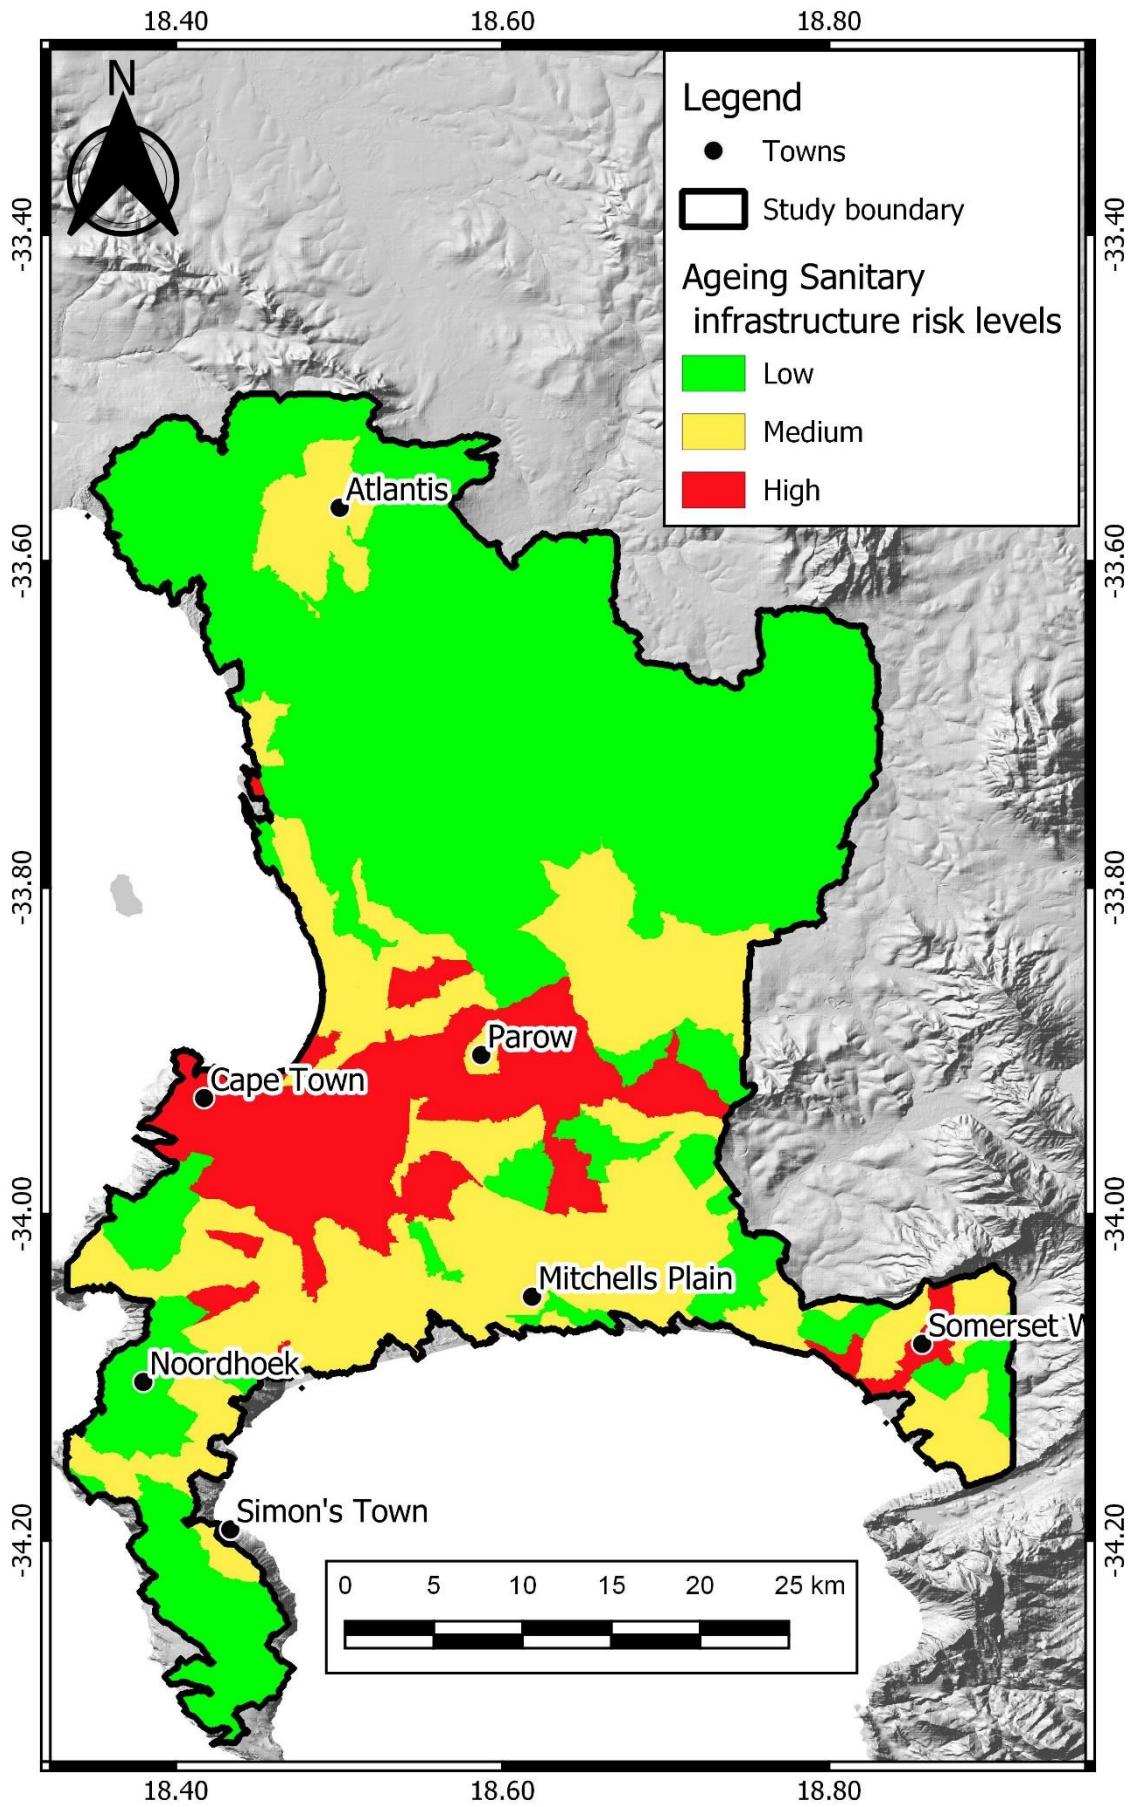 18.40 18.60 18.80
N
Legend
Towns
Study boundary
Ageing Sanitary
infrastructure risk levels
Low
Medium
High
-33.40 -33.40
Atlantis
-33.60 -33.60
-33.80 -33.80
Parow
Cape Town
-34.00 -34.00
Mitchells Plain
Somerset W
Noordhoek
Simon's Town
-34.20 -34.20
0 5 10 15 20 25 km
18.40 18.60 18.80